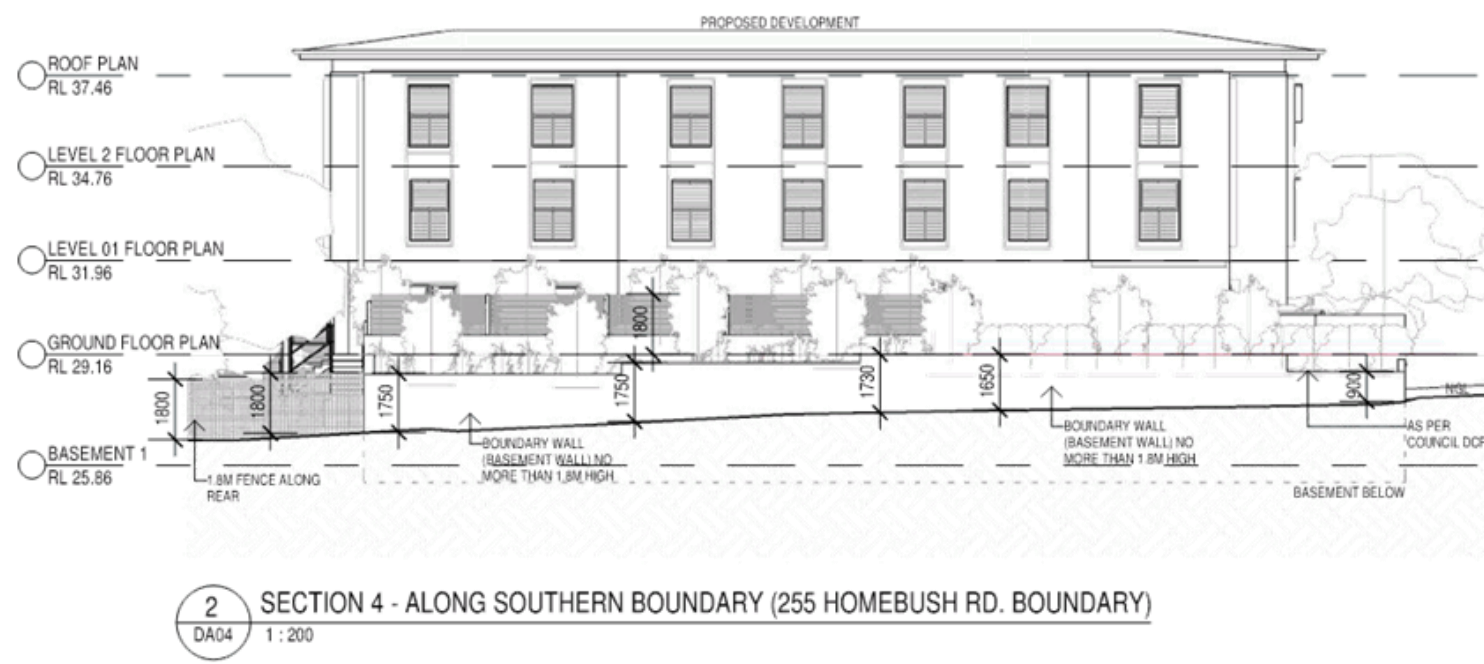 PROPOSED DEVELOPMENT
ROOF PLAN
RL 37.46
LEVEL 2 FLOOR PLAN
RL 34.76
LEVEL 01 FLOOR PLAN
RL 31.96
GROUND FLOOR PLAN
RL 29.16
BASEMENT 1
RL 25.86
1800
1800
1750
1800
1750
1730
1650
900
NGL
1.8M FENCE ALONG
REAR
BOUNDARY WALL
(BASEMENT WALL) NO
MORE THAN 1.8M HIGH
BOUNDARY WALL
(BASEMENT WALL) NO
MORE THAN 1.8M HIGH
AS PER
COUNCIL DCP
BASEMENT BELOW
2
DA04
SECTION 4 - ALONG SOUTHERN BOUNDARY (255 HOMEBUSH RD. BOUNDARY)
1 : 200